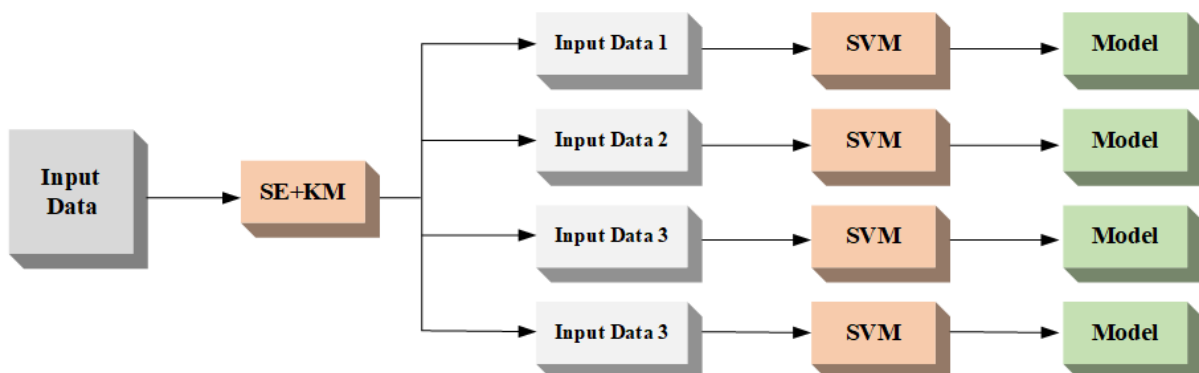 Input Data 1
SVM
Model
Input Data 2
SVM
Model
Input
Data
SE+KM
Input Data 3
SVM
Model
Input Data 3
SVM
Model